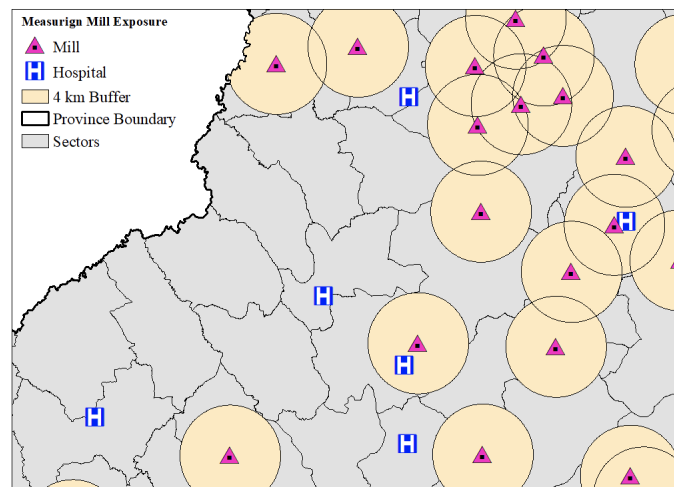 Measurign Mill Exposure
Mill
H Hospital
4 km Buffer
Province Boundary
Sectors
H
H
H
H
H
H